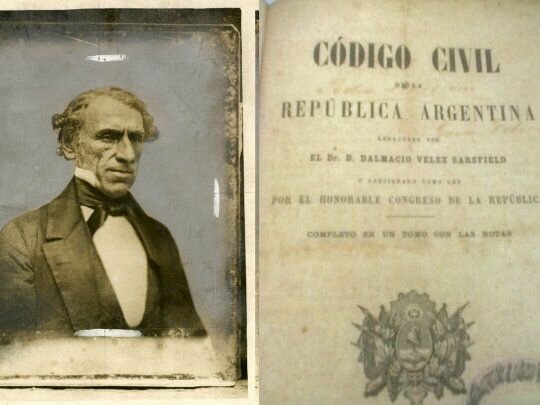 CÓDIGO CIVIL
DE LA
REPÚBLICA ARGENTINA
REDACTADO POR
EL Dr. D. DALMACIO VELEZ SARSFIELD
Y SANCIONADO COMO LEY
POR EL HONORABLE CONGRESO DE LA REPÚBLICA
COMPLETO EN UN TOMO CON LAS NOTAS